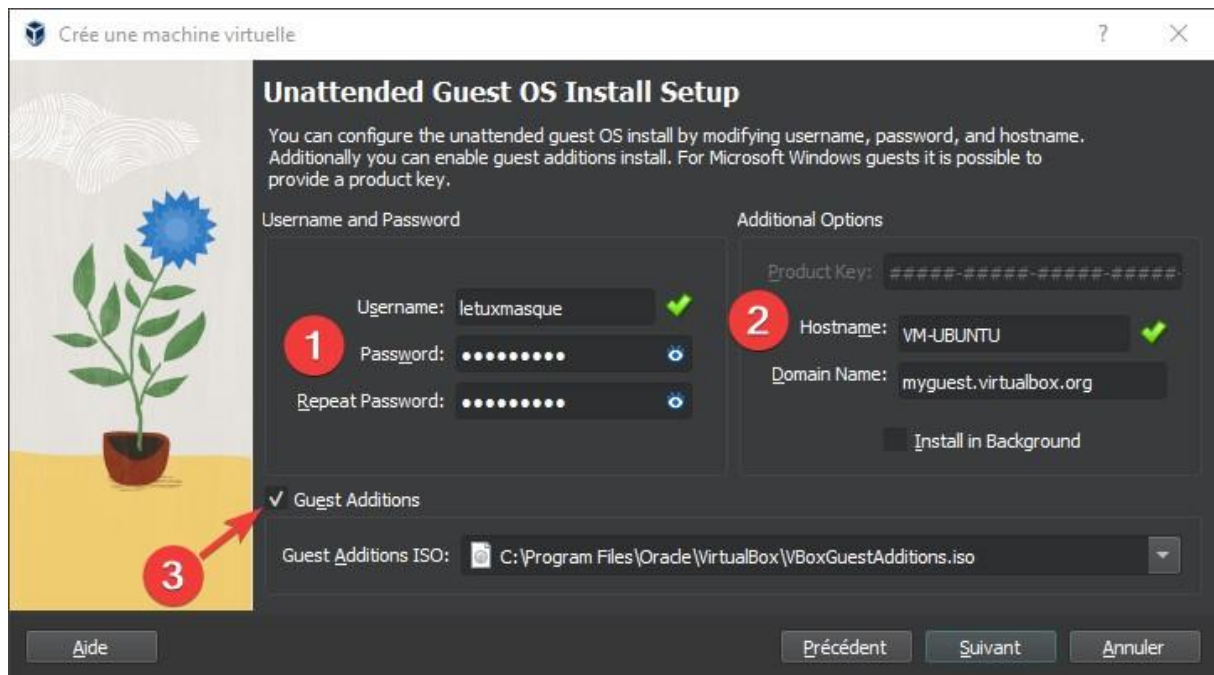 Crée une machine virtuelle
?
Unattended Guest OS Install Setup
You can configure the unattended guest OS install by modifying username, password, and hostname.
Additionally you can enable guest additions install. For Microsoft Windows guests it is possible to
provide a product key.
Username and Password
Additional Options
Product Key: #####-#####-#####-#####-
1
Username: letuxmasque
Password: •••••••••
Repeat Password: •••••••••
2
Hostname: VM-UBUNTU
Domain Name: myguest.virtualbox.org
Install in Background
Guest Additions
3
Guest Additions ISO: C:\Program Files\Oracle\VirtualBox\VBoxGuestAdditions.iso
Aide
Précédent
Suivant
Annuler